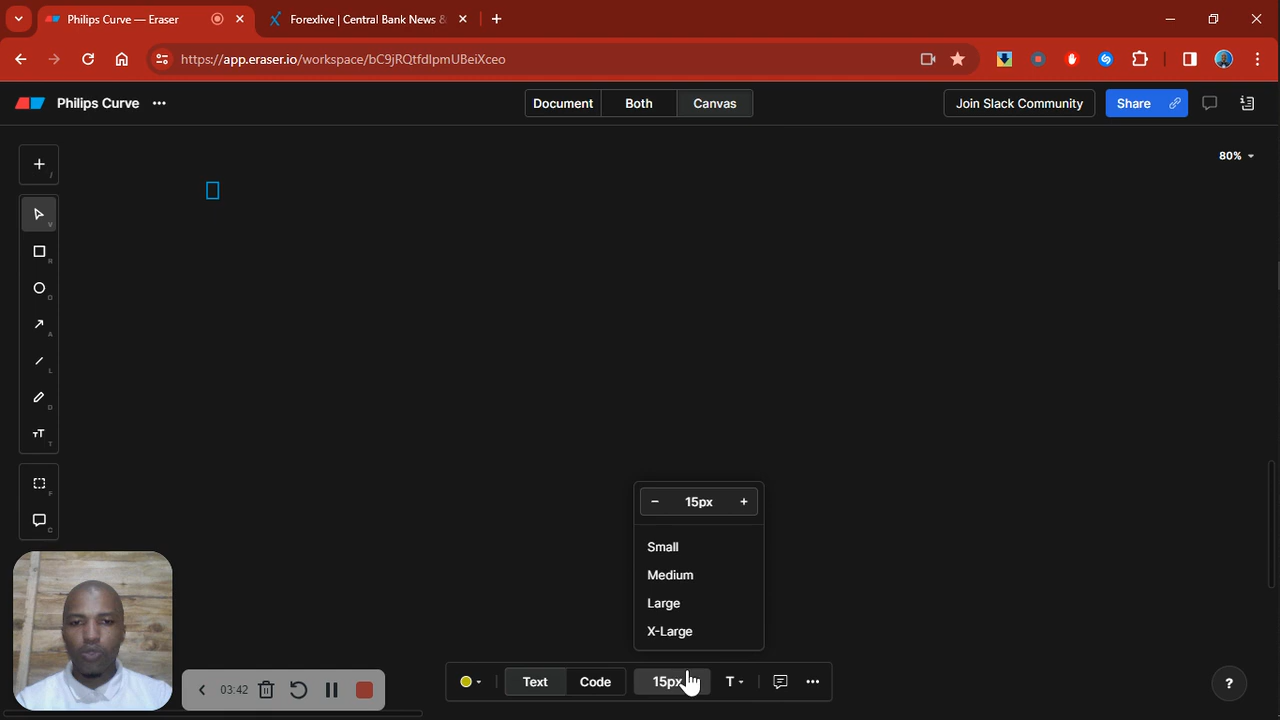 Philips Curve — Eraser
Forexlive | Central Bank News &
https://app.eraser.io/workspace/bC9jRQtfdlpmUBeiXceo
Philips Curve
Document
Both
Canvas
Join Slack Community
Share
80%
/
V
R
O
A
L
D
T
F
C
- 15px +
Small
Medium
Large
X-Large
03:42
Text
Code
15px
T
?